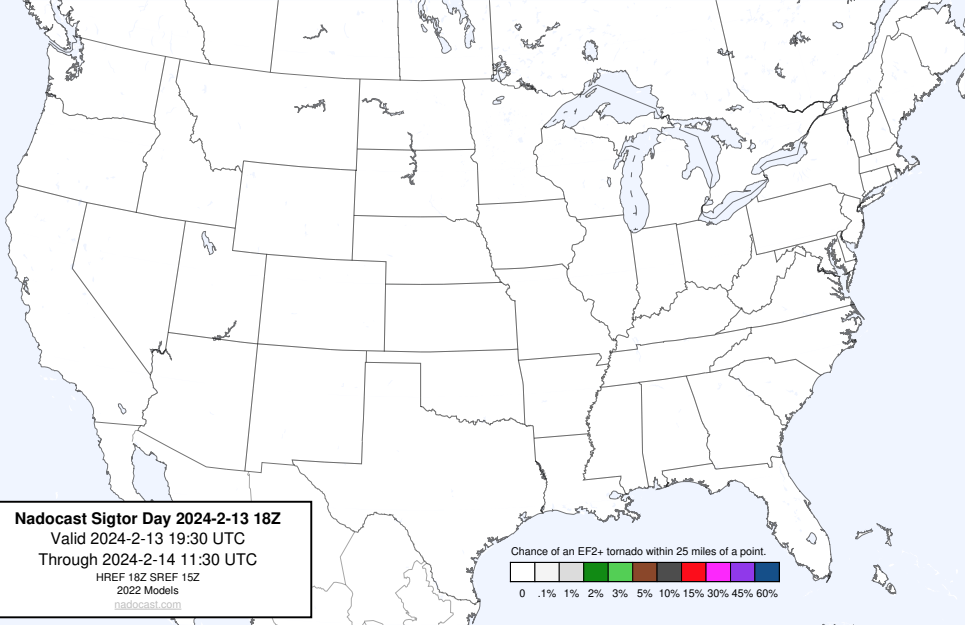 Nadocast Sigtor Day 2024-2-13 18Z
Valid 2024-2-13 19:30 UTC
Through 2024-2-14 11:30 UTC
HREF 18Z SREF 15Z
2022 Models
nadocast.com
Chance of an EF2+ tornado within 25 miles of a point.
0 .1% 1% 2% 3% 5% 10% 15% 30% 45% 60%